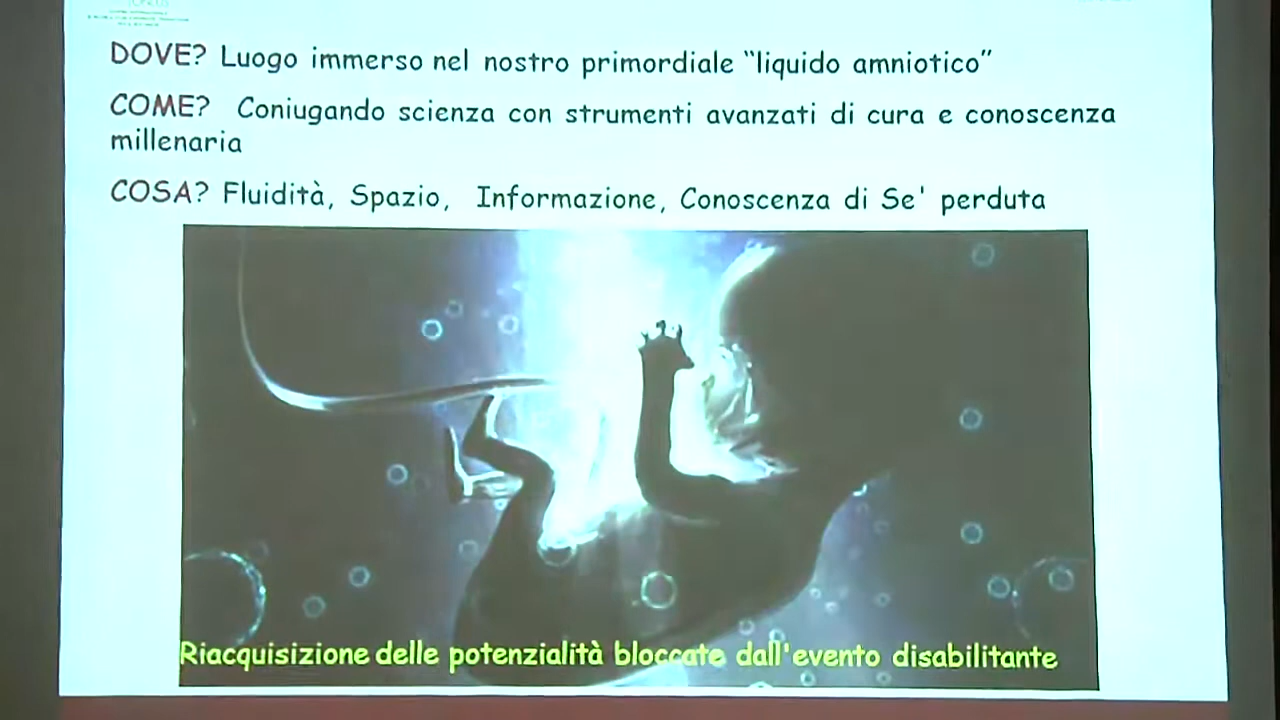 DOVE? Luogo immerso nel nostro primordiale “liquido amniotico”
COME? Coniugando scienza con strumenti avanzati di cura e conoscenza
millenaria
COSA? Fluidità, Spazio, Informazione, Conoscenza di Se' perduta
Riacquisizione delle potenzialità bloccate dall'evento disabilitante